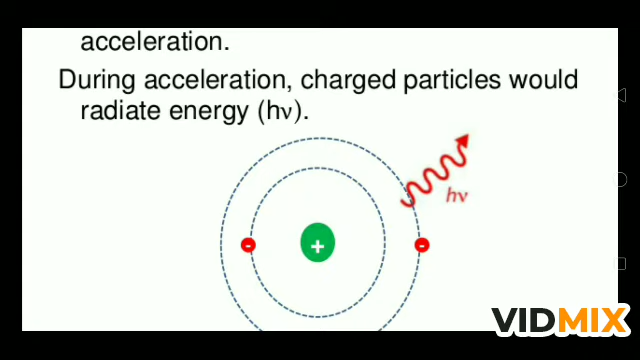 acceleration.
During acceleration, charged particles would
radiate energy (hν).
hν
-
+
-
VIDMIX